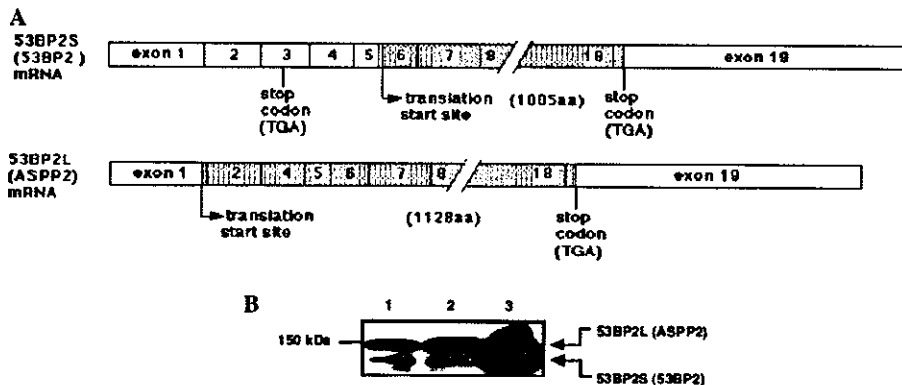 A
53BP2S
(53BP2 )
mRNA
exon 1 2 3 4 5 6 7 8 18 exon 19
stop
codon
(TGA)
translation
start site
(1005aa)
stop
codon
(TGA)
53BP2L
(ASPP2)
mRNA
exon 1 2 4 5 6 7 8 18 exon 19
translation
start site
(1128aa)
stop
codon
(TGA)
B
1 2 3
150 kDa
53BP2L (ASPP2)
53BP2S (53BP2)